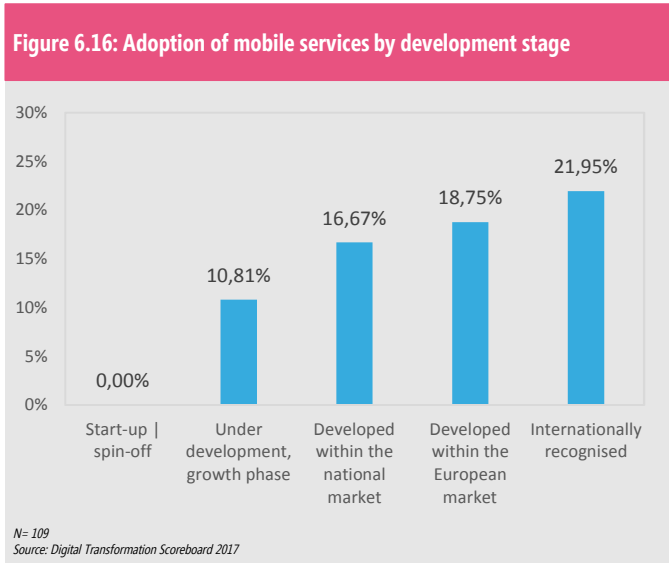 Figure 6.16: Adoption of mobile services by development stage
30%
25%
20%
15%
10%
5%
0%
0,00%
10,81%
16,67%
18,75%
21,95%
Start-up |
spin-off
Under
development,
growth phase
Developed
within the
national
market
Developed
within the
European
market
Internationally
recognised
N= 109
Source: Digital Transformation Scoreboard 2017